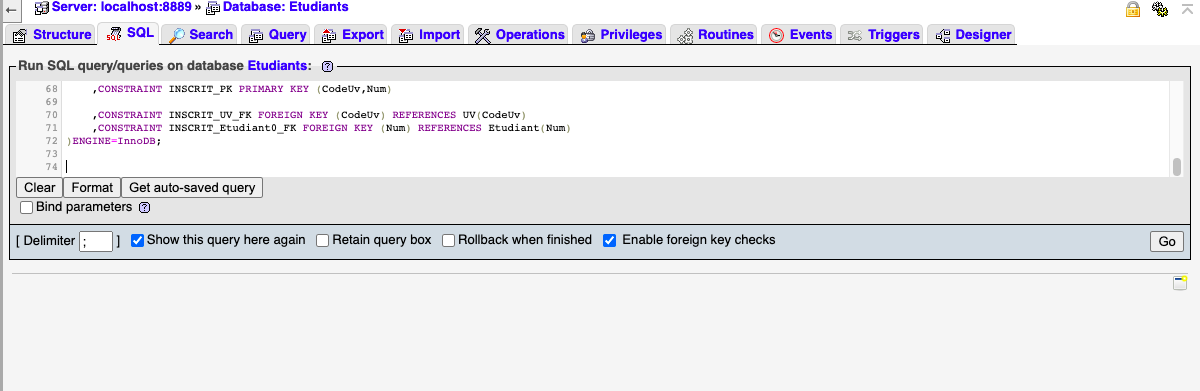 ← Server: localhost:8889 » Database: Etudiants
Structure SQL Search Query Export Import Operations Privileges Routines Events Triggers Designer
Run SQL query/queries on database Etudiants:
68 ,CONSTRAINT INSCRIT_PK PRIMARY KEY (CodeUv,Num)
69
70 ,CONSTRAINT INSCRIT_UV_FK FOREIGN KEY (CodeUv) REFERENCES UV(CodeUv)
71 ,CONSTRAINT INSCRIT_Etudiant0_FK FOREIGN KEY (Num) REFERENCES Etudiant(Num)
72 )ENGINE=InnoDB;
73
74
Clear Format Get auto-saved query
Bind parameters
[ Delimiter ; ] Show this query here again Retain query box Rollback when finished Enable foreign key checks Go